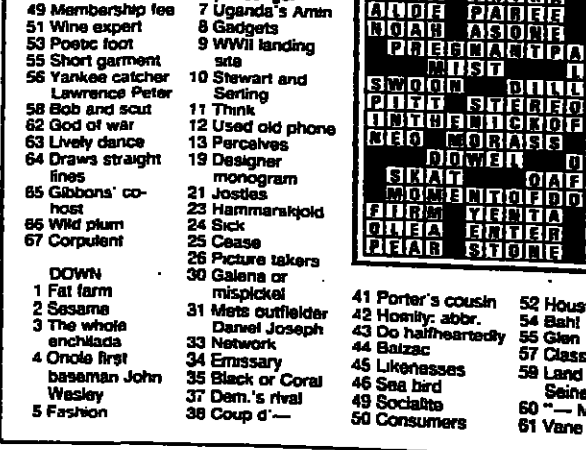 49 Membership fee
51 Wine expert
53 Poetic foot
55 Short garment
56 Yankee catcher
Lawrence Peter
58 Bob and scut
62 God of war
63 Lively dance
64 Draws straight
lines
65 Gibbons' co-
host
66 Wild plum
67 Corpulent
DOWN
1 Fat farm
2 Sesame
3 The whole
enchilada
4 Oriole first
baseman John
Wesley
5 Fashion
7 Uganda's Amin
8 Gadgets
9 WWII landing
site
10 Stewart and
Serling
11 Think
12 Used old phone
13 Perceives
19 Designer
monogram
21 Jostles
23 Hammarskjold
24 Sick
25 Cease
26 Picture takers
30 Galena or
mispickel
31 Mets outfielder
Daniel Joseph
33 Network
34 Emissary
35 Black or Coral
37 Dem.'s rival
38 Coup d'—
41 Porter's cousin
42 Homily: abbr.
43 Do halfheartedly
44 Balzac
45 Likenesses
46 Sea bird
49 Socialite
50 Consumers
52 Hous
54 Bah!
55 Glen
57 Class
59 Land
Seine
60 "— M
61 Vane
ALOE PAREE
NOAH ASONE
PREGNANTPA
MIST L
SWOON DILL
PITT STEREO
INTHENICKOF
NEO MORASS
DOWEL O
SKAT OAF
MOMENTOFDO
FIRM YENTA
OLEA ENTER
PEAR STONE